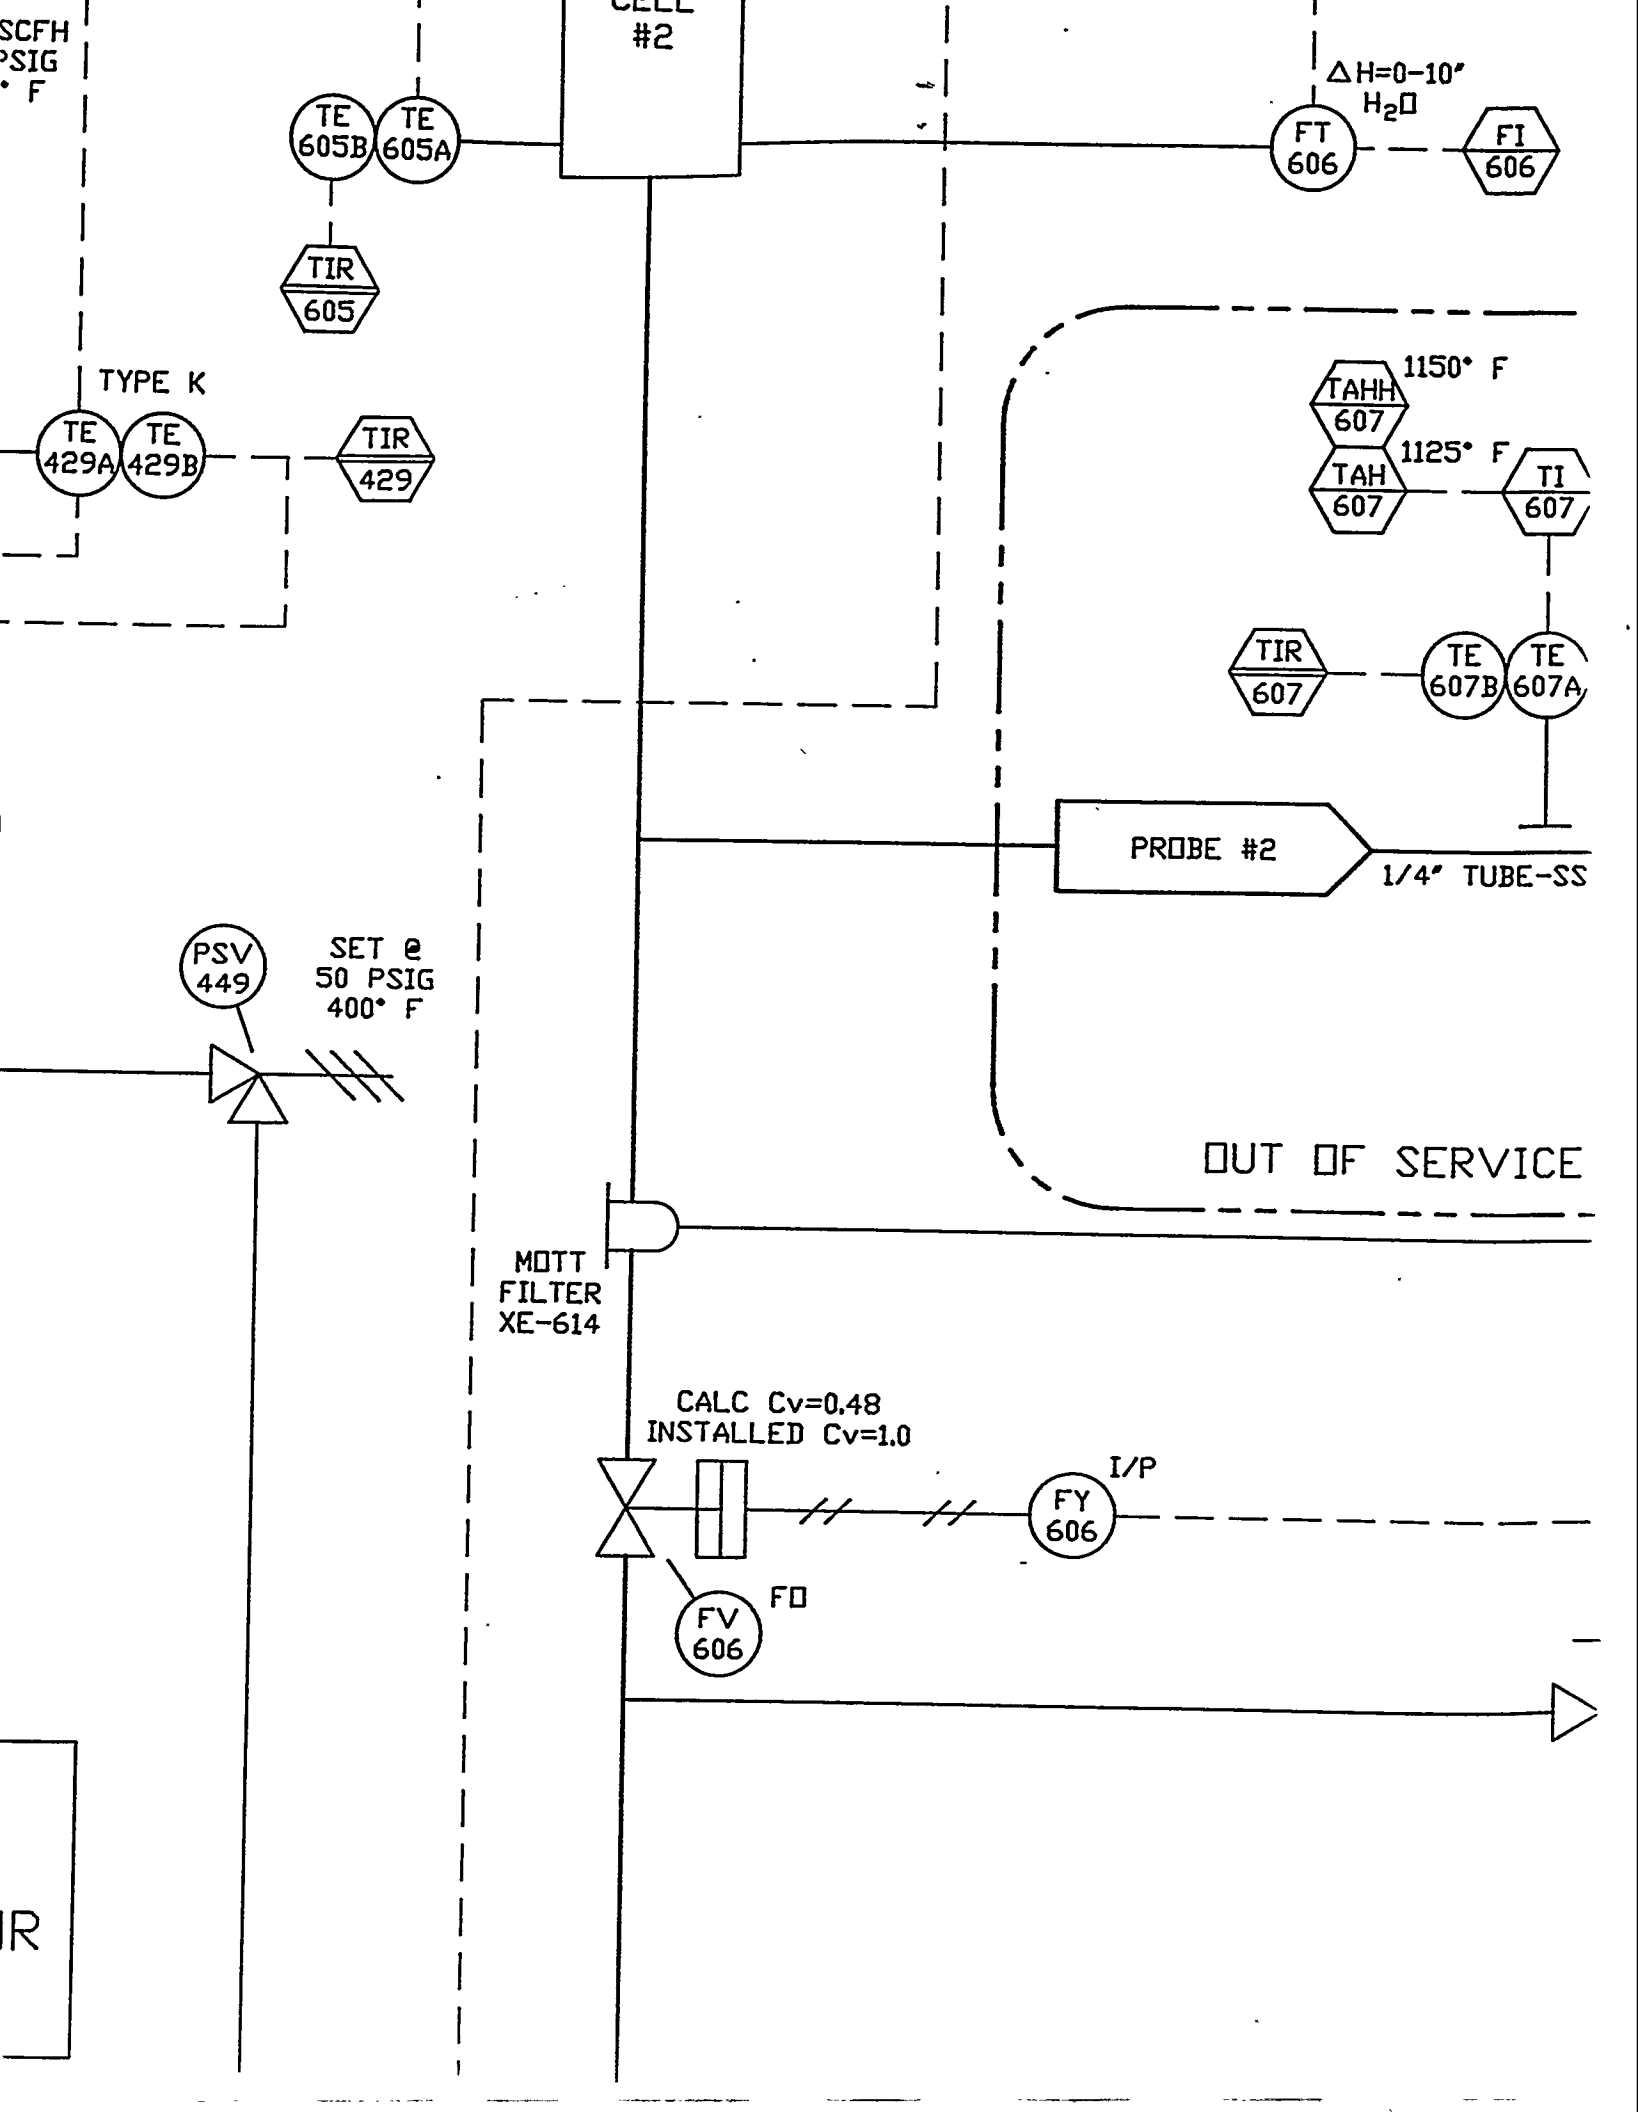 SCFH
PSIG
° F
#2
TE
605B
TE
605A
ΔH=0-10"
H₂O
FT
606
FI
606
TIR
605
TYPE K
TE
429A
TE
429B
TIR
429
TAHH
607
1150° F
TAH
607
1125° F
TI
607
TIR
607
TE
607B
TE
607A
PROBE #2
1/4" TUBE-SS
PSV
449
SET @
50 PSIG
400° F
OUT OF SERVICE
MOTT
FILTER
XE-614
CALC Cv=0.48
INSTALLED Cv=1.0
I/P
FY
606
FV
606
FO